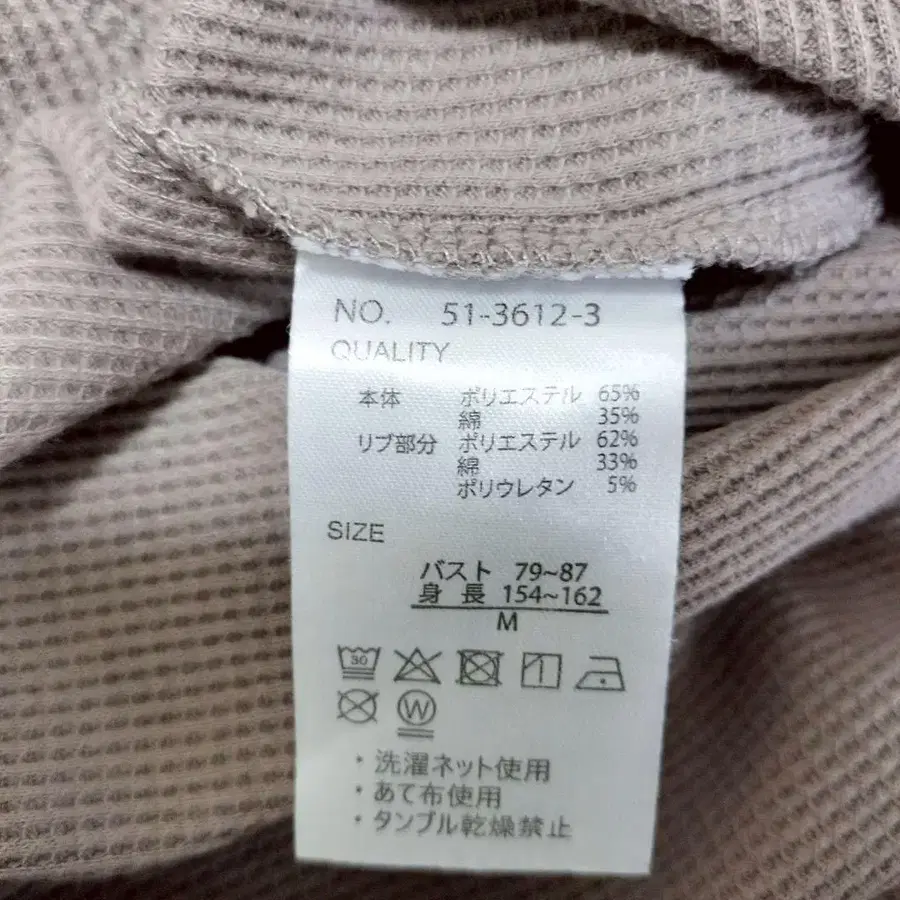 NO. 51-3612-3
QUALITY
本体 ポリエステル 65%
綿 35%
リブ部分 ポリエステル 62%
綿 33%
ポリウレタン 5%
SIZE
バスト 79~87
身長 154~162
M
30
W
・洗濯ネット使用
・あて布使用
・タンブル乾燥禁止